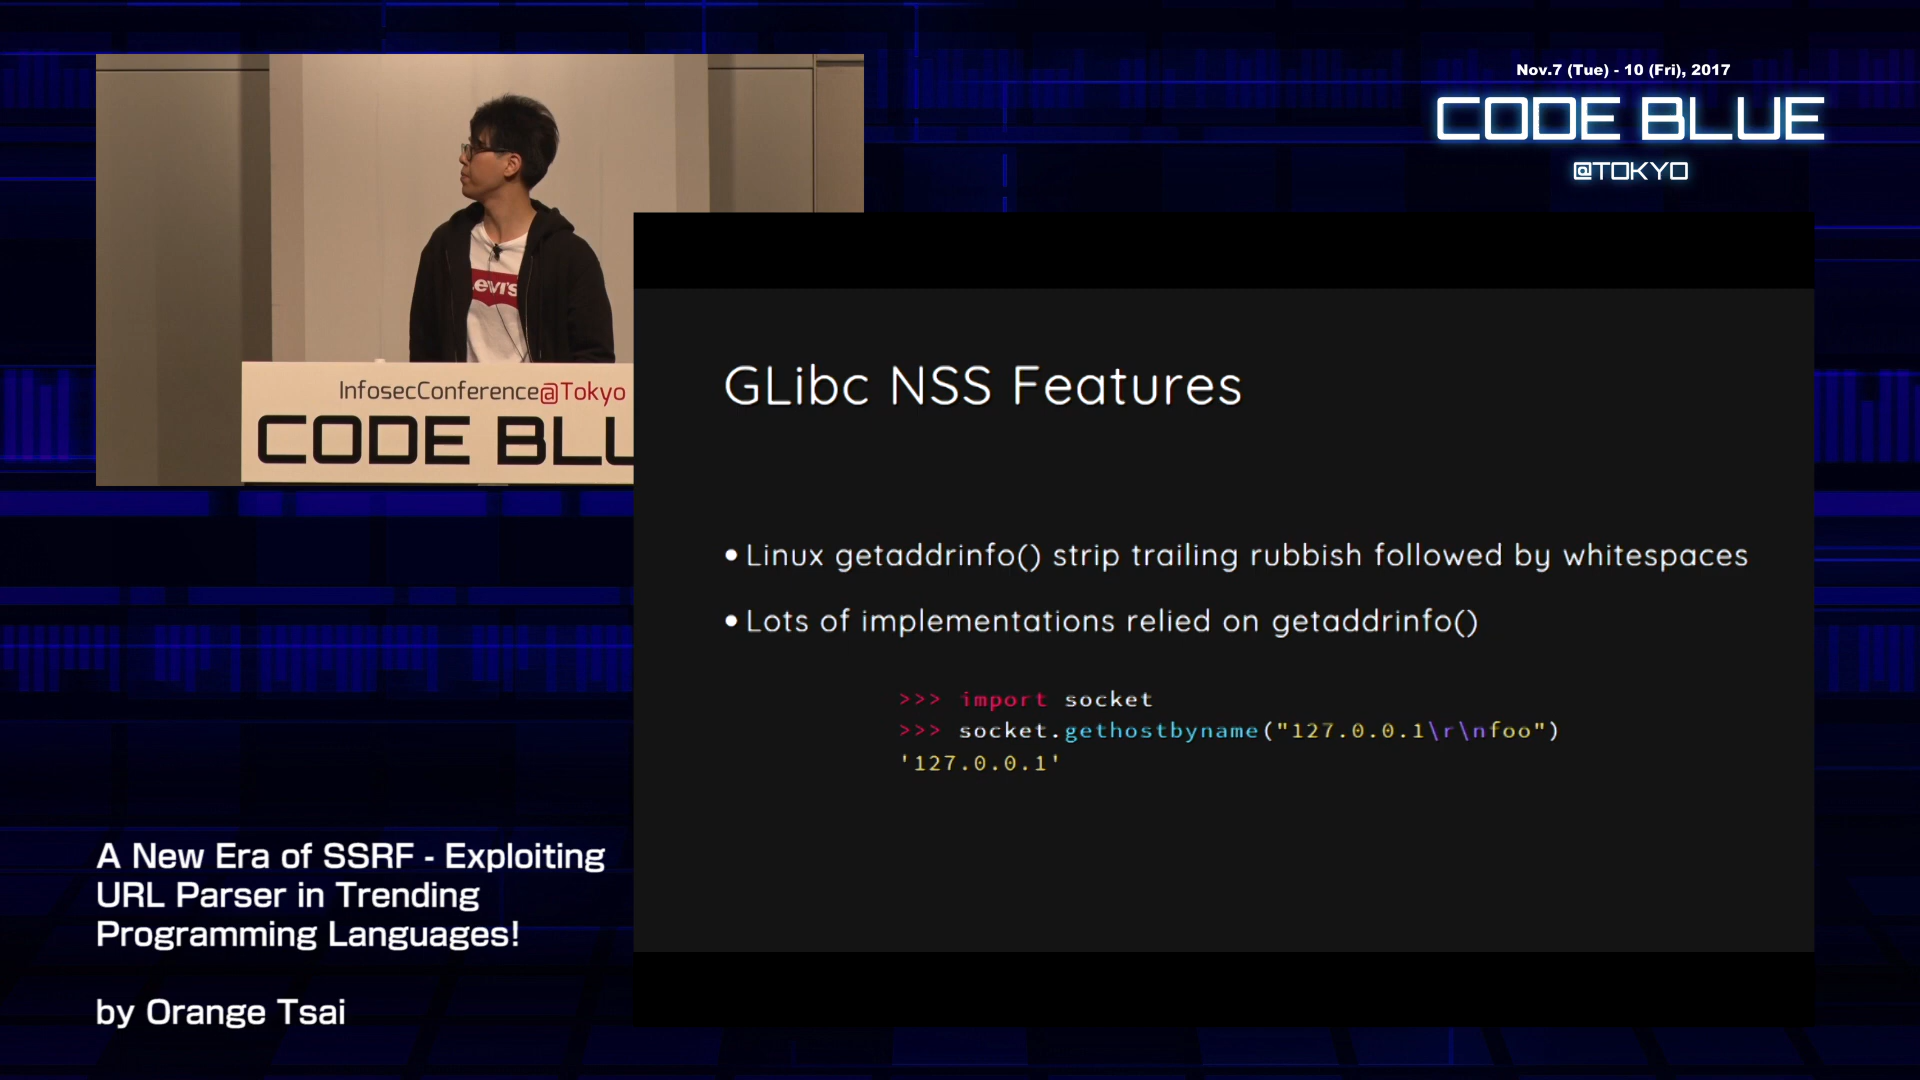 Nov.7 (Tue) - 10 (Fri), 2017
CODE BLUE
@TOKYO
Levi's
InfosecConference@Tokyo
CODE BLU
GLibc NSS Features
•Linux getaddrinfo() strip trailing rubbish followed by whitespaces
•Lots of implementations relied on getaddrinfo()
>>> import socket
>>> socket.gethostbyname("127.0.0.1\r\nfoo")
'127.0.0.1'
A New Era of SSRF - Exploiting
URL Parser in Trending
Programming Languages!
by Orange Tsai